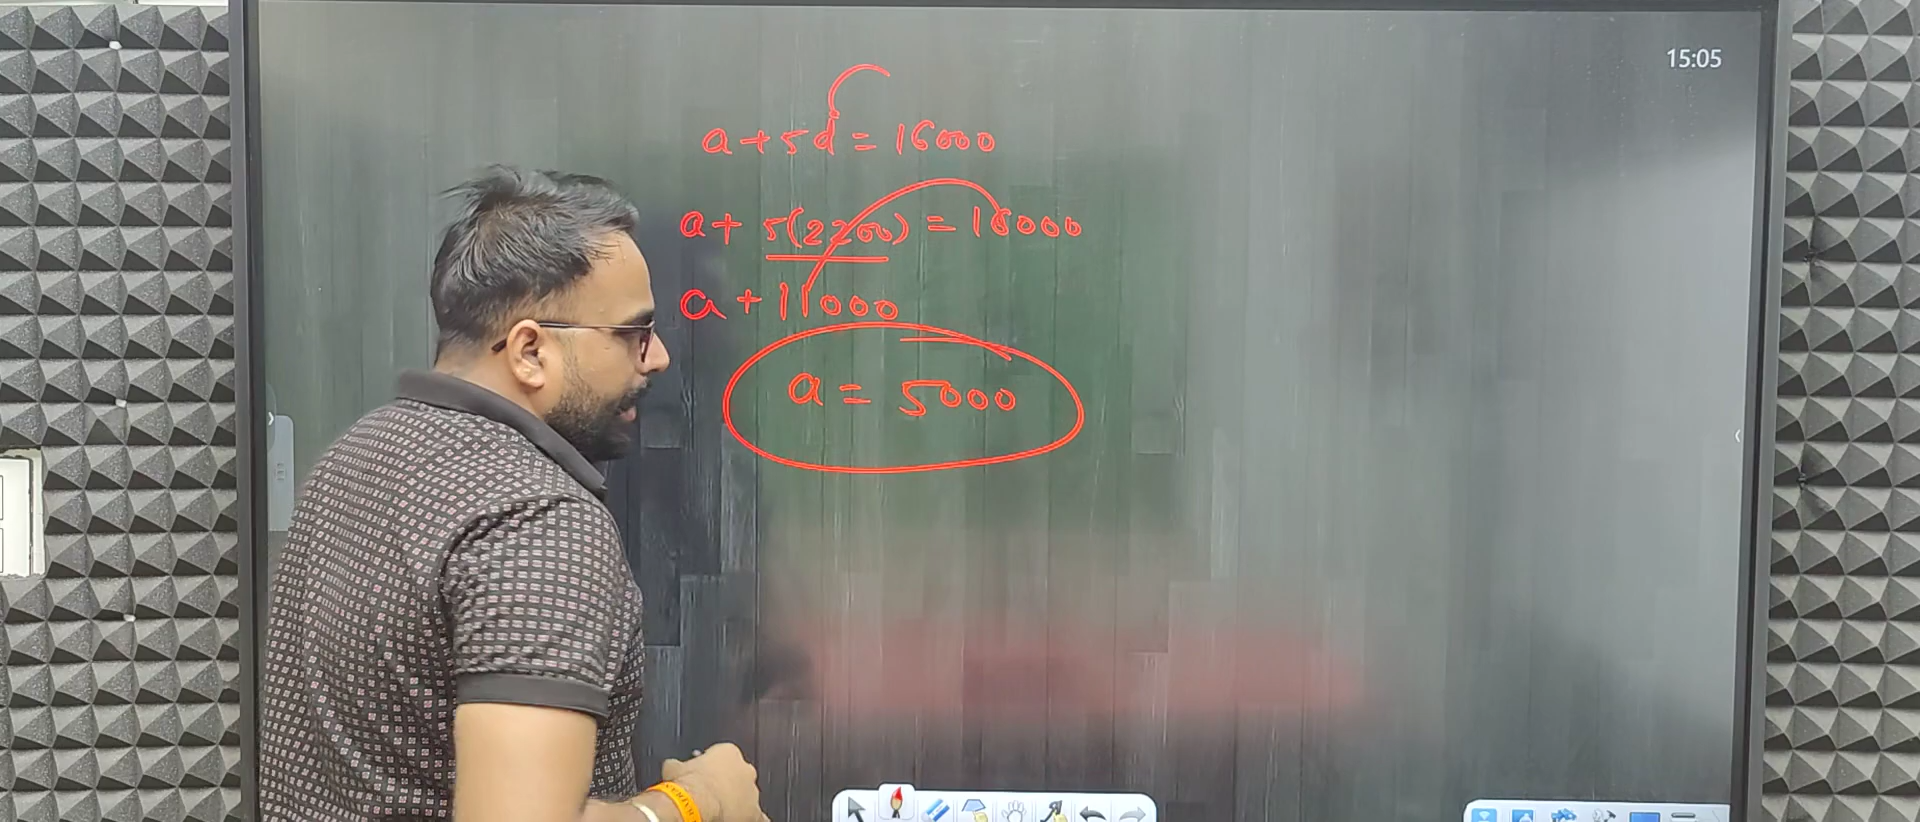 15:05
a + 5d = 16000
a + 5(2200) = 16000
a + 11000
a = 5000